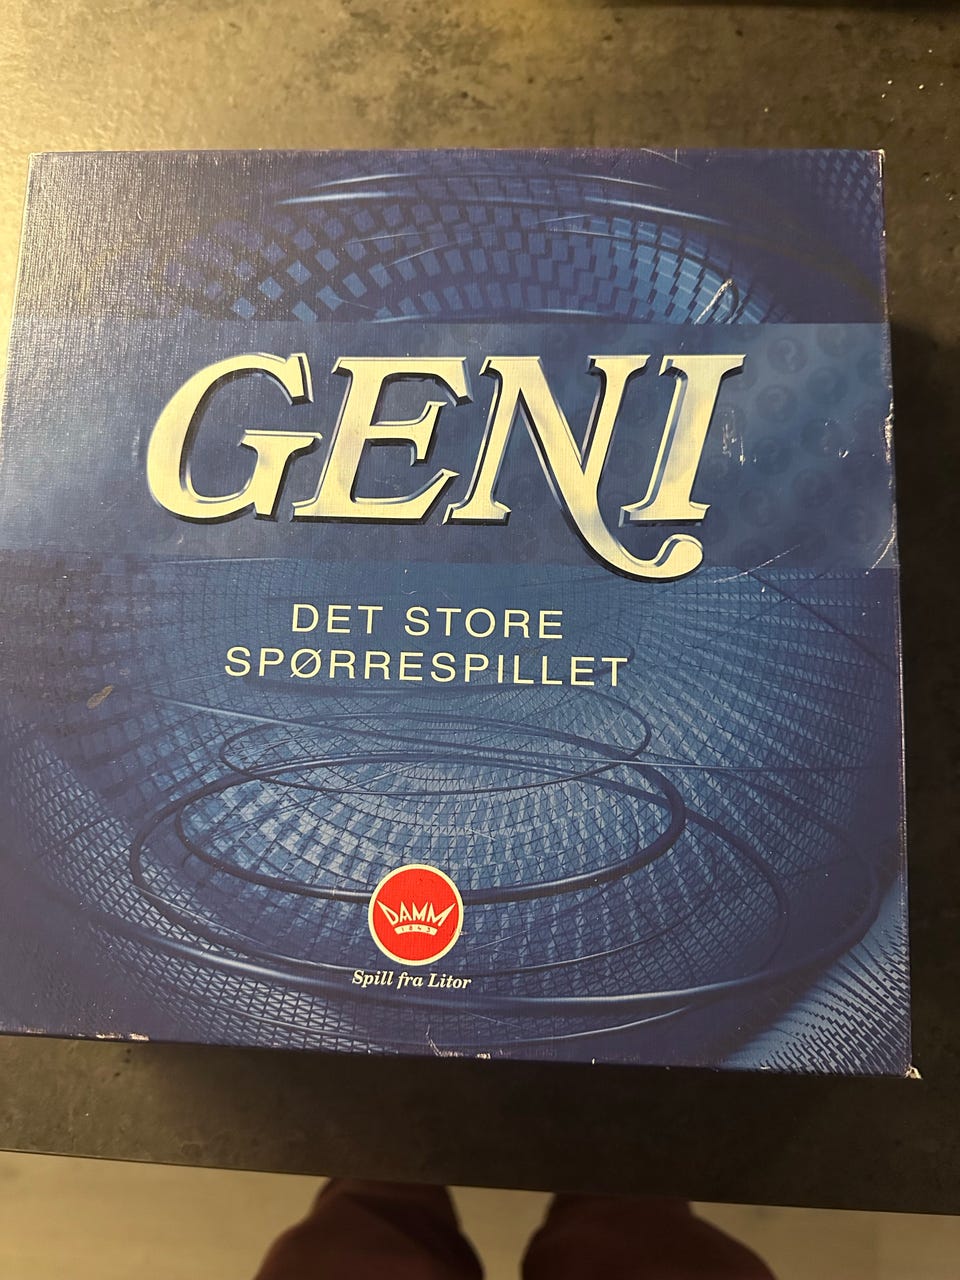 GENI
DET STORE
SPØRRESPILLET
DAMM
1843
Spill fra Litor